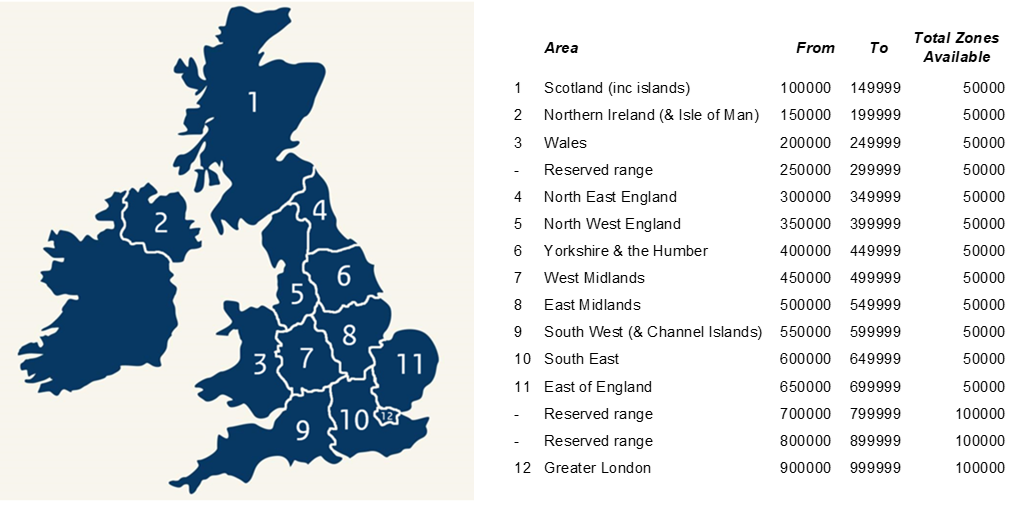 1
2
4
6
5
8
3
7
11
9
10
12
Area From To Total Zones
Available
1 Scotland (inc islands) 100000 149999 50000
2 Northern Ireland (& Isle of Man) 150000 199999 50000
3 Wales 200000 249999 50000
- Reserved range 250000 299999 50000
4 North East England 300000 349999 50000
5 North West England 350000 399999 50000
6 Yorkshire & the Humber 400000 449999 50000
7 West Midlands 450000 499999 50000
8 East Midlands 500000 549999 50000
9 South West (& Channel Islands) 550000 599999 50000
10 South East 600000 649999 50000
11 East of England 650000 699999 50000
- Reserved range 700000 799999 100000
- Reserved range 800000 899999 100000
12 Greater London 900000 999999 100000